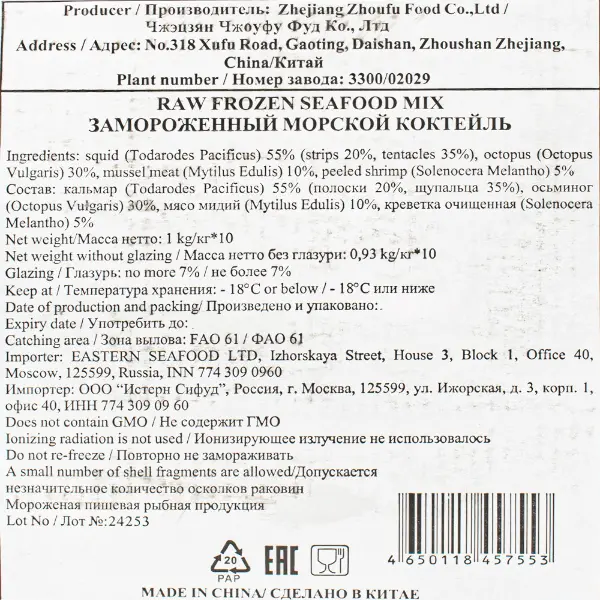 Producer / Производитель: Zhejiang Zhoufu Food Co.,Ltd /
Чжэцзян Чжоуфу Фуд Ко., Лтд
Address / Адрес: No.318 Xufu Road, Gaoting, Daishan, Zhoushan Zhejiang,
China/Китай
Plant number / Номер завода: 3300/02029
RAW FROZEN SEAFOOD MIX
ЗАМОРОЖЕННЫЙ МОРСКОЙ КОКТЕЙЛЬ
Ingredients: squid (Todarodes Pacificus) 55% (strips 20%, tentacles 35%), octopus (Octopus
Vulgaris) 30%, mussel meat (Mytilus Edulis) 10%, peeled shrimp (Solenocera Melantho) 5%
Состав: кальмар (Todarodes Pacificus) 55% (полоски 20%, щупальца 35%), осьминог
(Octopus Vulgaris) 30%, мясо мидий (Mytilus Edulis) 10%, креветка очищенная (Solenocera
Melantho) 5%
Net weight/Масса нетто: 1 kg/кг*10
Net weight without glazing / Масса нетто без глазури: 0,93 kg/кг*10
Glazing / Глазурь: no more 7% / не более 7%
Keep at / Температура хранения: - 18°C or below / - 18°C или ниже
Date of production and packing/ Произведено и упаковано:.
Expiry date / Употребить до:
Catching area / Зона вылова: FAO 61 / ФАО 61
Importer: EASTERN SEAFOOD LTD, Izhorskaya Street, House 3, Block 1, Office 40,
Moscow, 125599, Russia, INN 774 309 0960
Импортер: ООО “Истерн Сифуд”, Россия, г. Москва, 125599, ул. Ижорская, д. 3, корп. 1,
офис 40, ИНН 774 309 09 60
Does not contain GMO / Не содержит ГМО
Ionizing radiation is not used / Ионизирующее излучение не использовалось
Do not re-freeze / Повторно не замораживать
A small number of shell fragments are allowed/Допускается
незначительное количество осколков раковин
Мороженая пищевая рыбная продукция
Lot No / Лот №:24253
4 650118 457553
20
PAP
EAC
MADE IN CHINA/ СДЕЛАНО В КИТАЕ